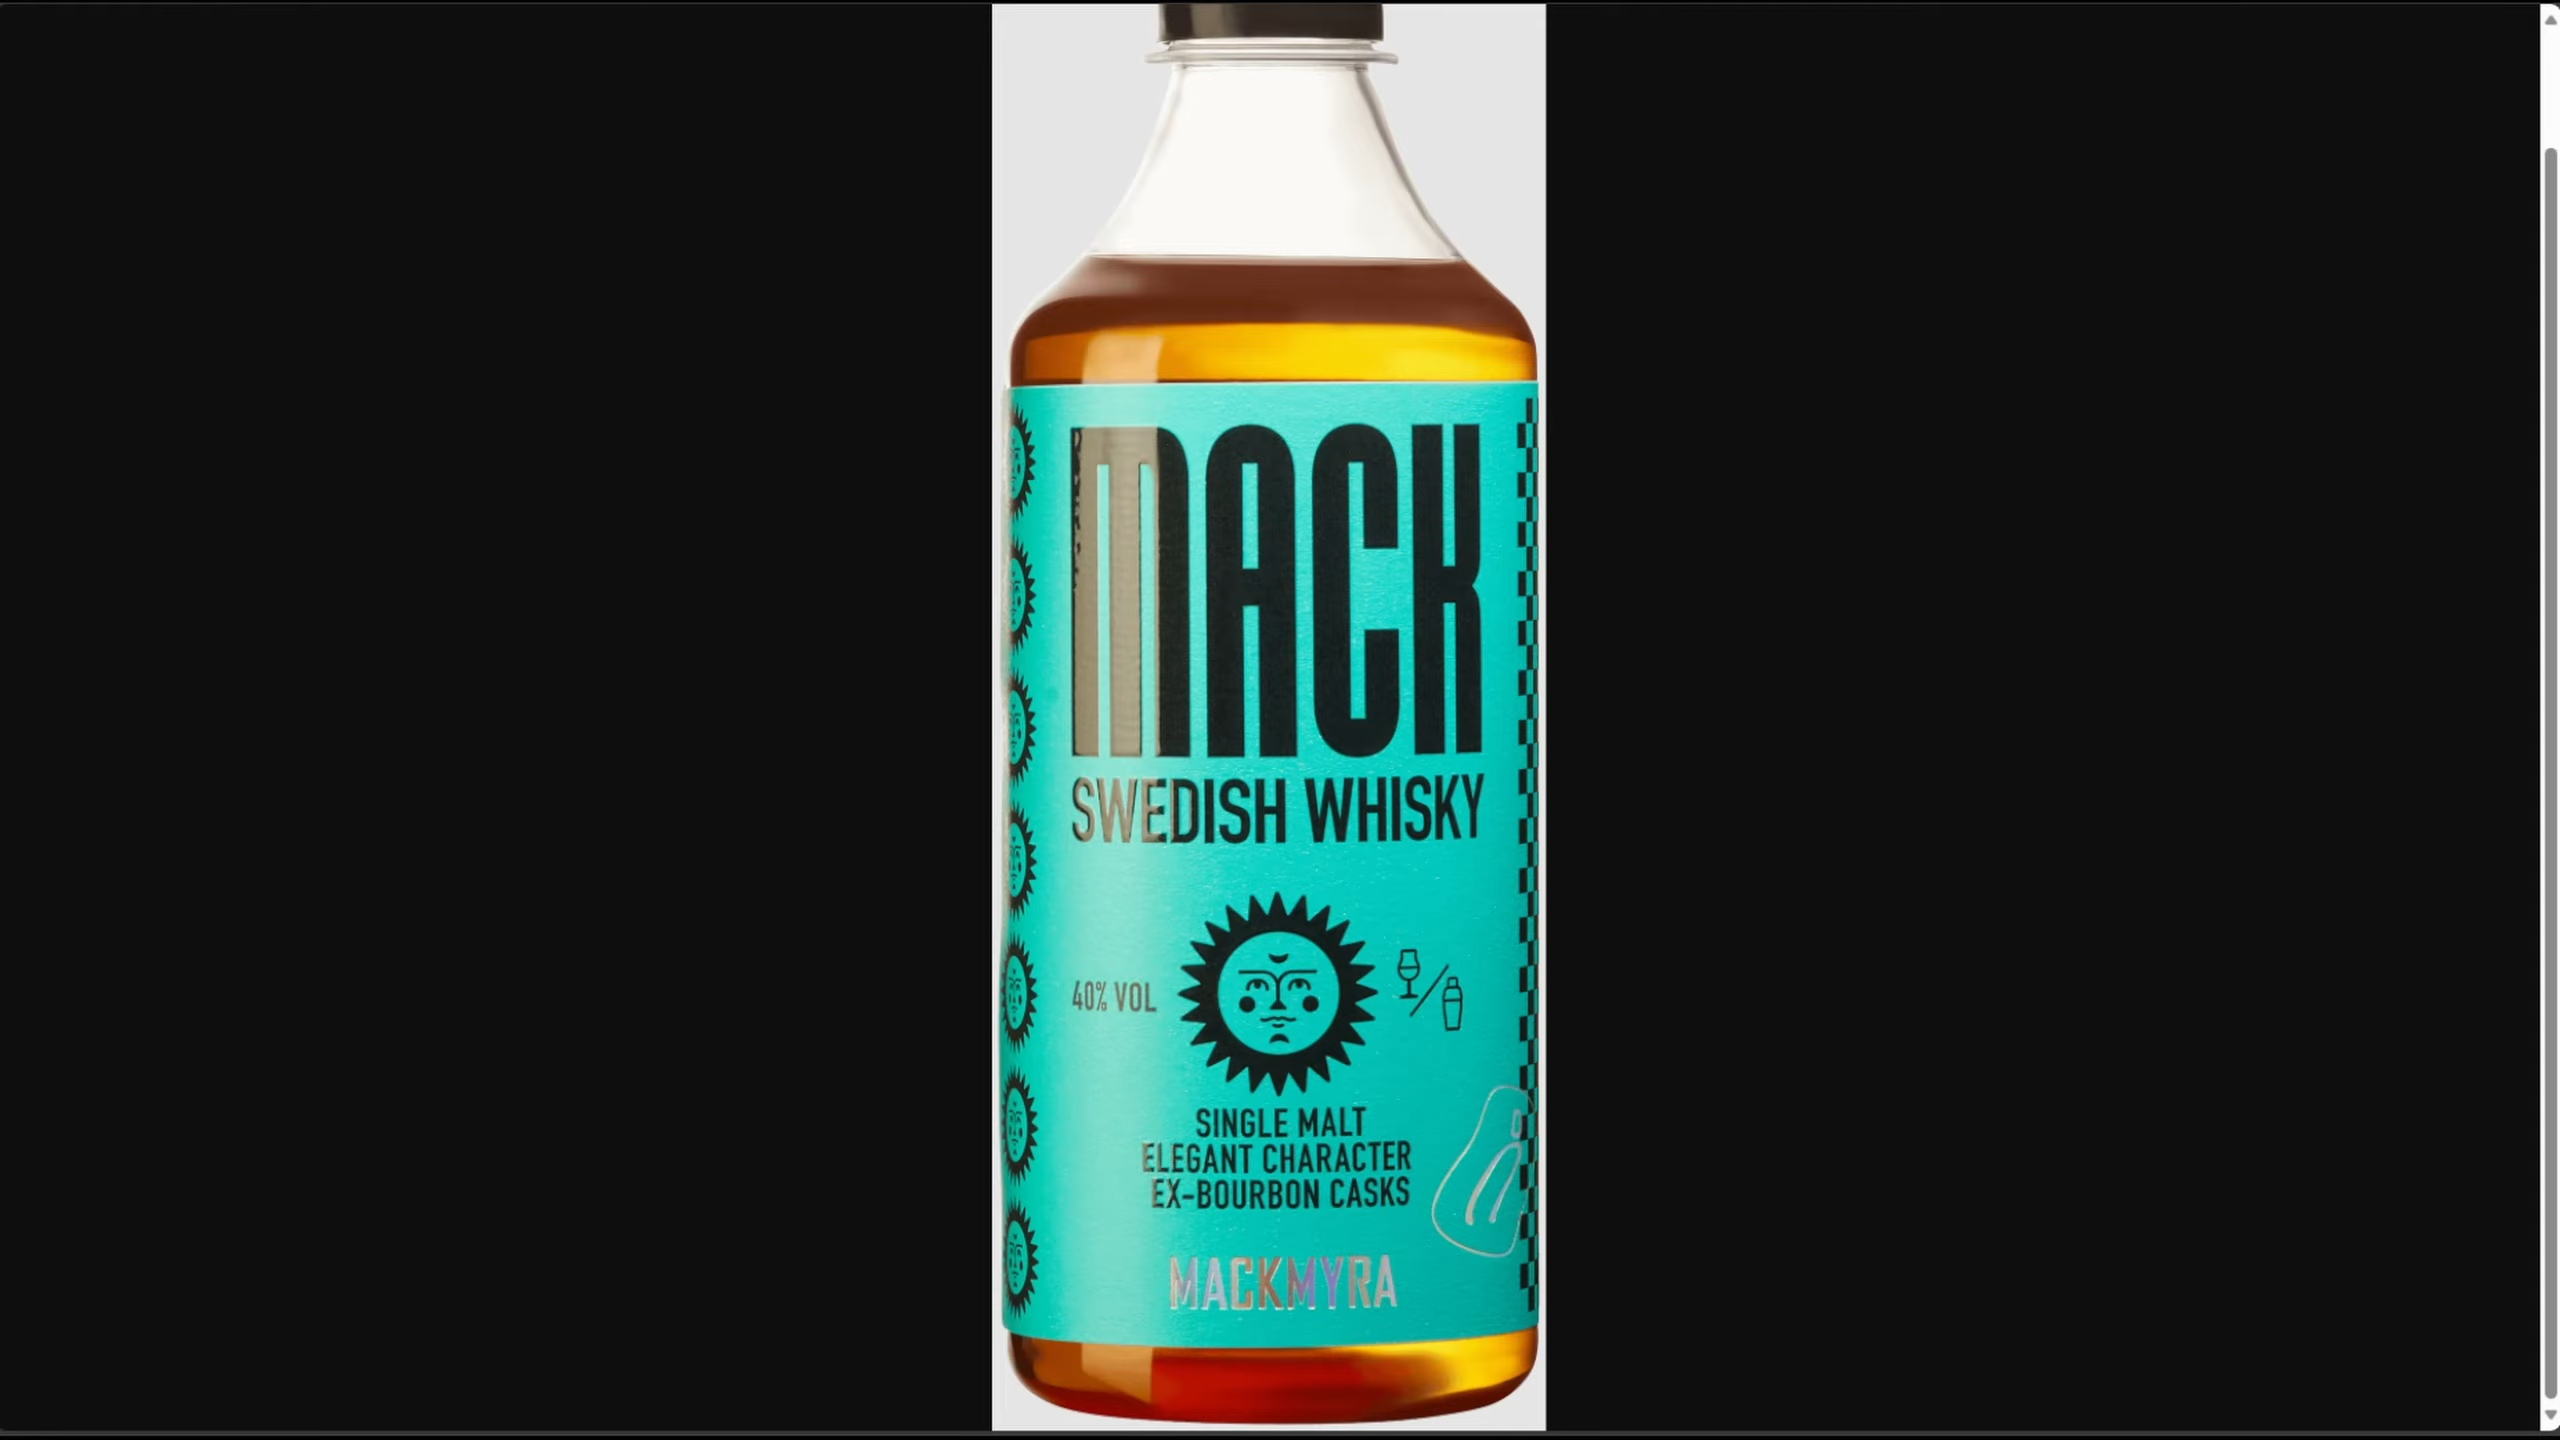 MACK
SWEDISH WHISKY
40% VOL
SINGLE MALT
ELEGANT CHARACTER
EX-BOURBON CASKS
MACKMYRA